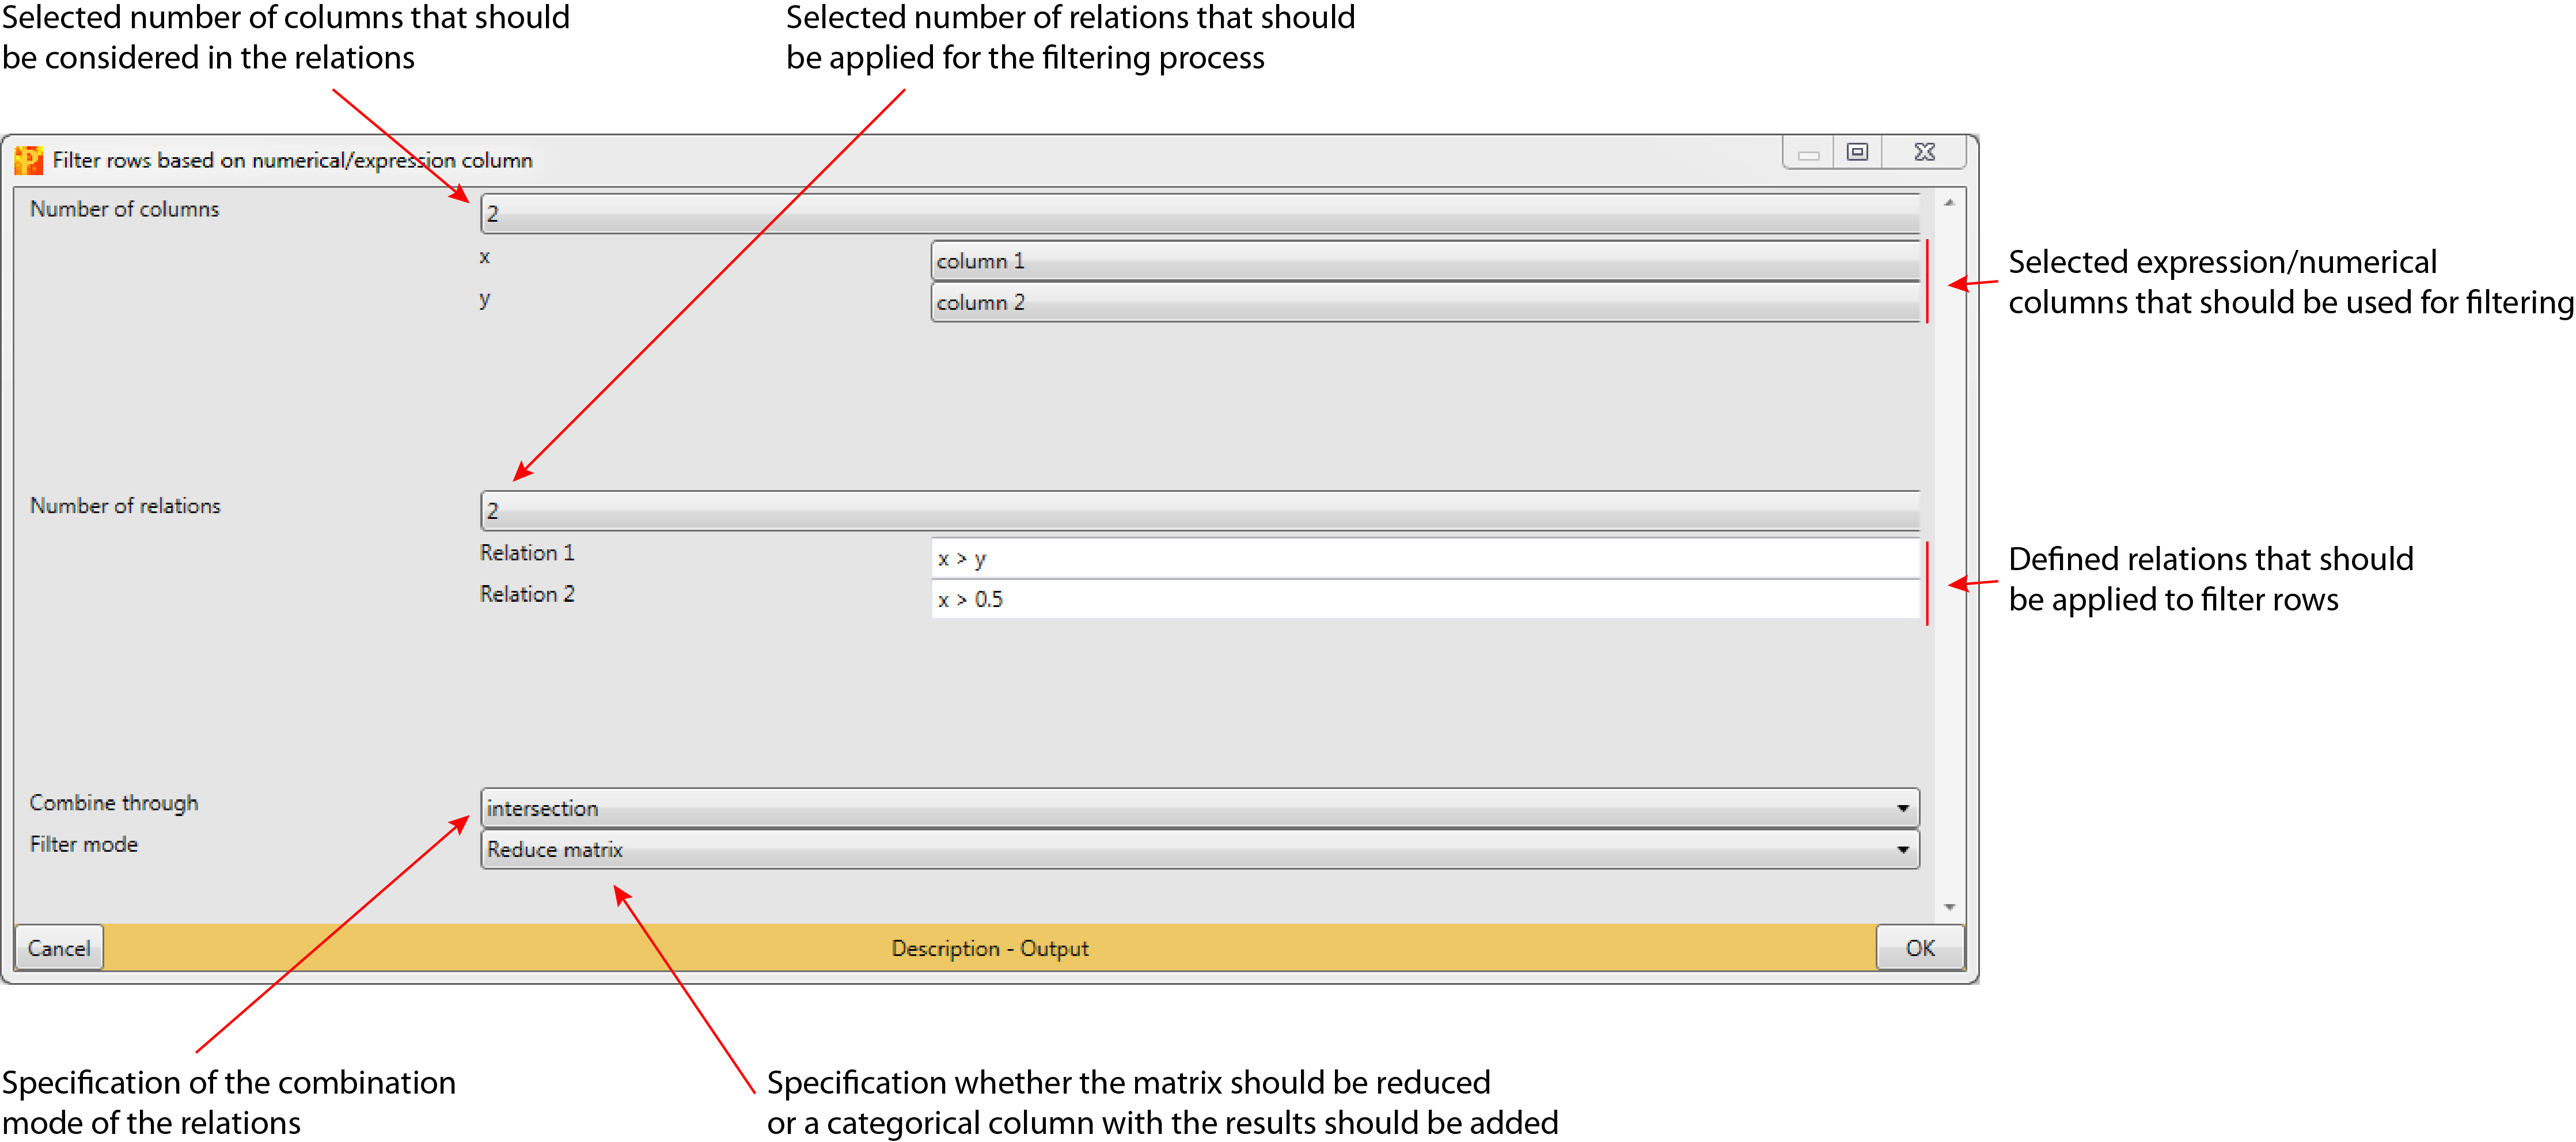 Selected number of columns that should
be considered in the relations
Selected number of relations that should
be applied for the filtering process
Filter rows based on numerical/expression column
Number of columns
2
x
column 1
y
column 2
Selected expression/numerical
columns that should be used for filtering
Number of relations
2
Relation 1
x > y
Relation 2
x > 0.5
Defined relations that should
be applied to filter rows
Combine through
intersection
Filter mode
Reduce matrix
Cancel
Description - Output
OK
Specification of the combination
mode of the relations
Specification whether the matrix should be reduced
or a categorical column with the results should be added